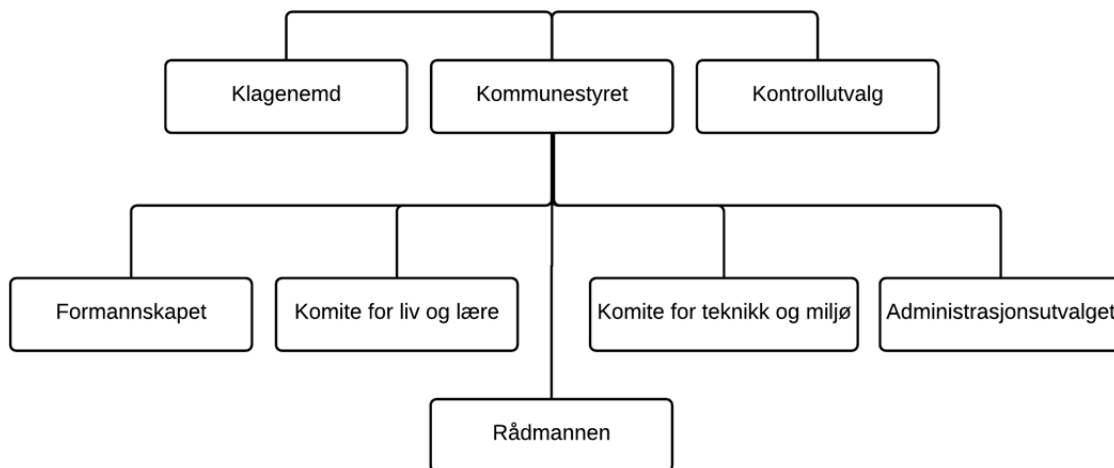 Klagenemd
Kommunestyret
Kontrollutvalg
Formannskapet
Komite for liv og lære
Komite for teknikk og miljø
Administrasjonsutvalget
Rådmannen